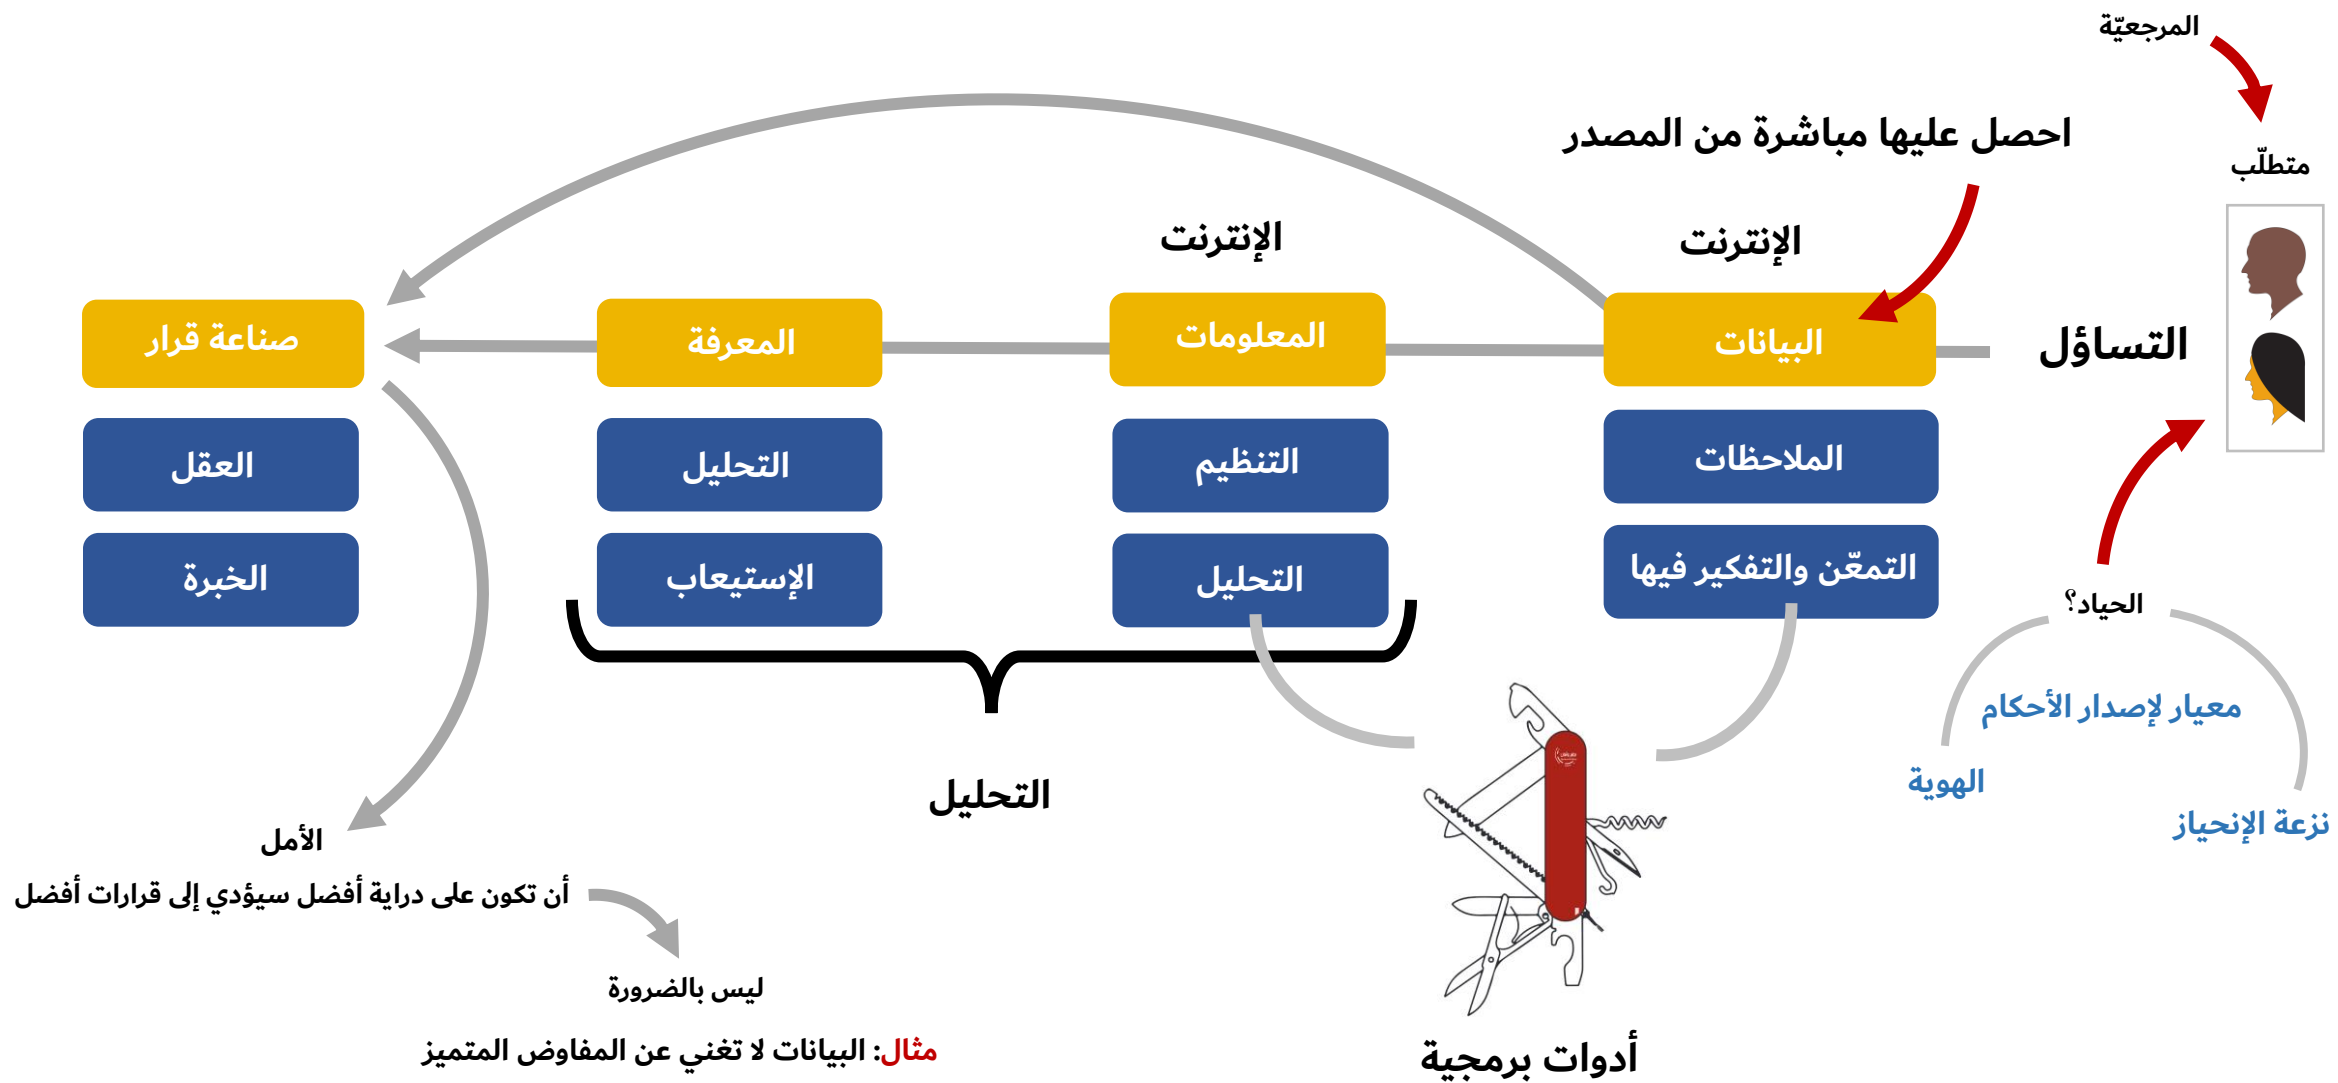 المرجعيّة
متطلّب
احصل عليها مباشرة من المصدر
الإنترنت
الإنترنت
التساؤل
البيانات
المعلومات
المعرفة
صناعة قرار
الملاحظات
التنظيم
التحليل
العقل
التمعّن والتفكير فيها
التحليل
الإستيعاب
الخبرة
الحياد؟
معيار لإصدار الأحكام
الهوية
نزعة الإنحياز
التحليل
الأمل
أن تكون على دراية أفضل سيؤدي إلى قرارات أفضل
ليس بالضرورة
مثال: البيانات لا تغني عن المفاوض المتميز
أدوات برمجية